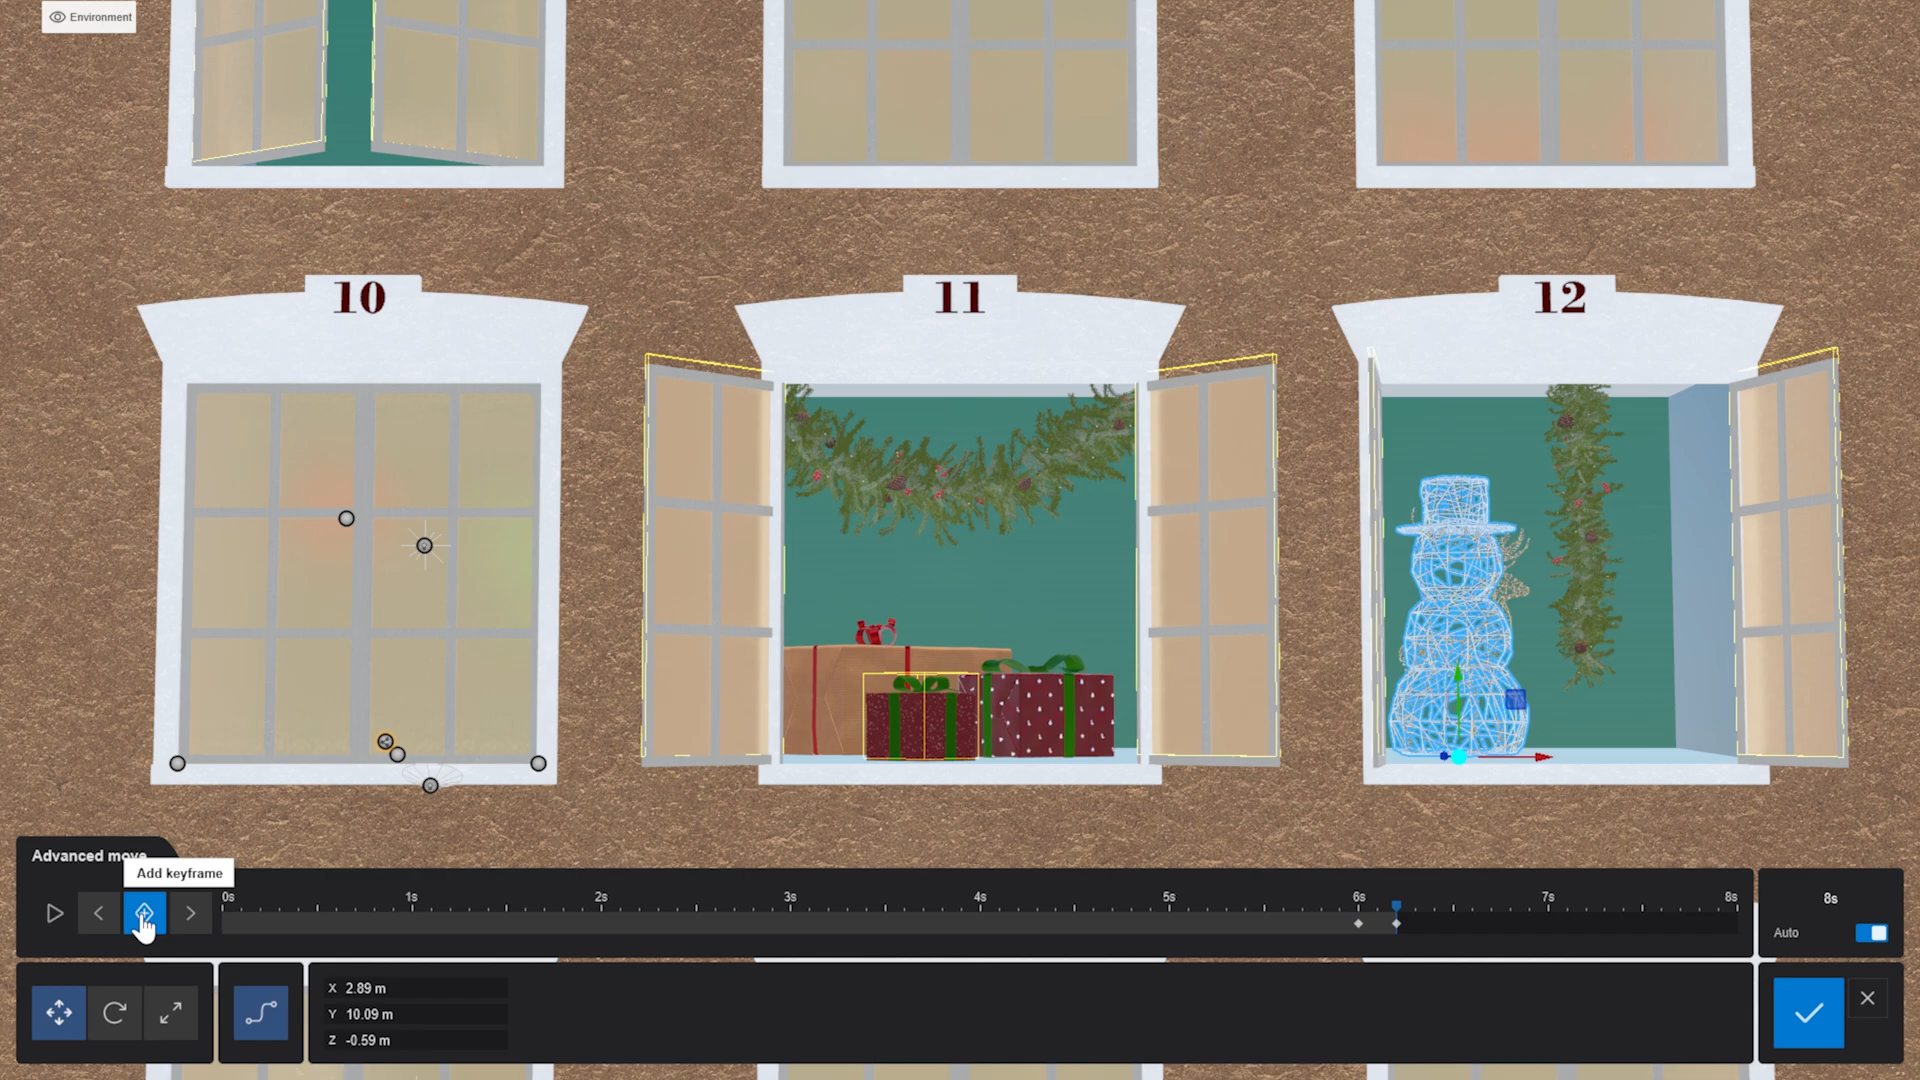 Environment
10
11
12
Advanced move
Add keyframe
0s
1s
2s
3s
4s
5s
6s
7s
8s
8s
Auto
X 2.89 m
Y 10.09 m
Z -0.59 m